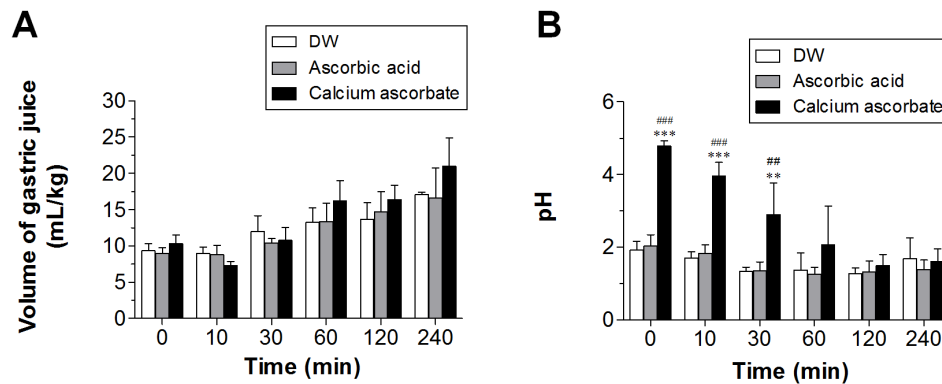 A
DW
Ascorbic acid
Calcium ascorbate
Volume of gastric juice
(mL/kg)
30
25
20
15
10
5
0
0 10 30 60 120 240
Time (min)
B
DW
Ascorbic acid
Calcium ascorbate
pH
6
4
2
0
###
***
###
***
##
**
0 10 30 60 120 240
Time (min)